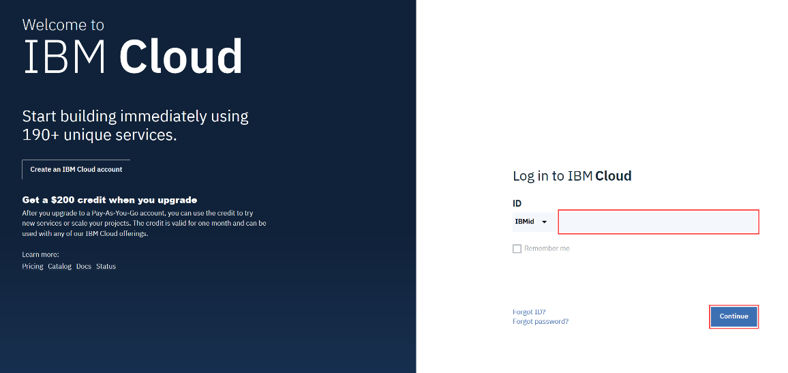 Welcome to
IBM Cloud
Start building immediately using
190+ unique services.
Create an IBM Cloud account
Get a $200 credit when you upgrade
After you upgrade to a Pay-As-You-Go account, you can use the credit to try
new services or scale your projects. The credit is valid for one month and can be
used with any of our IBM Cloud offerings.
Learn more:
Pricing Catalog Docs Status
Log in to IBM Cloud
ID
IBMid
Remember me
Forgot ID?
Forgot password?
Continue